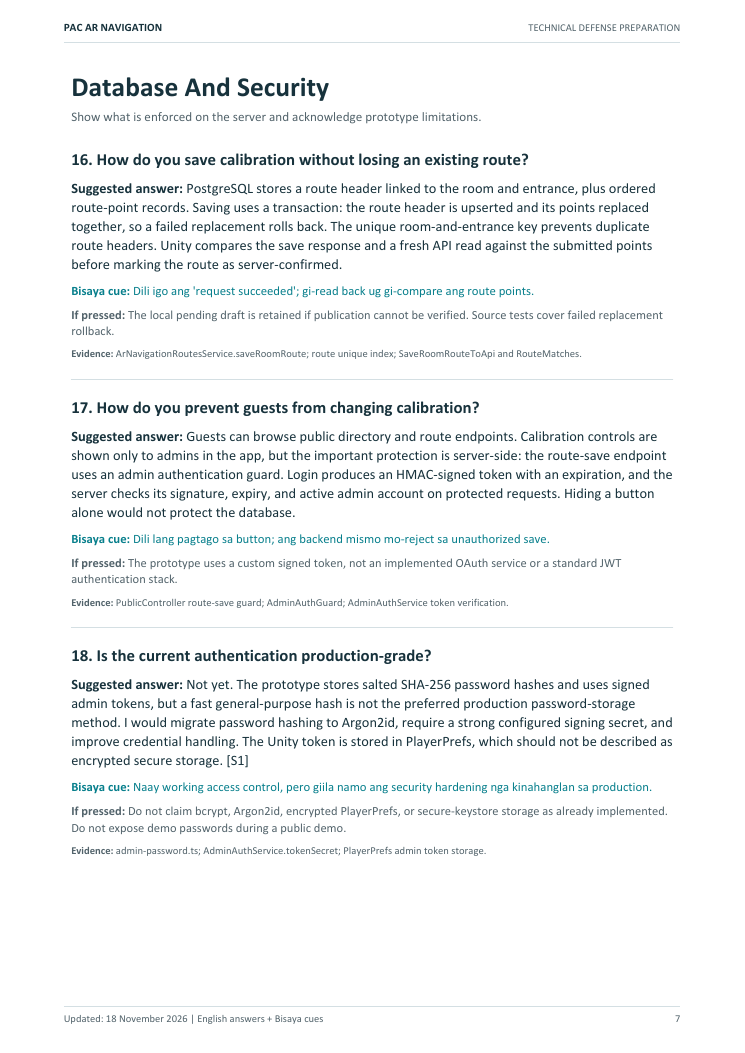 PAC AR NAVIGATION
TECHNICAL DEFENSE PREPARATION
Database And Security
Show what is enforced on the server and acknowledge prototype limitations.
16. How do you save calibration without losing an existing route?
Suggested answer: PostgreSQL stores a route header linked to the room and entrance, plus ordered
route-point records. Saving uses a transaction: the route header is upserted and its points replaced
together, so a failed replacement rolls back. The unique room-and-entrance key prevents duplicate
route headers. Unity compares the save response and a fresh API read against the submitted points
before marking the route as server-confirmed.
Bisaya cue: Dili igo ang 'request succeeded'; gi-read back ug gi-compare ang route points.
If pressed: The local pending draft is retained if publication cannot be verified. Source tests cover failed replacement
rollback.
Evidence: ArNavigationRoutesService.saveRoomRoute; route unique index; SaveRoomRouteToApi and RouteMatches.
17. How do you prevent guests from changing calibration?
Suggested answer: Guests can browse public directory and route endpoints. Calibration controls are
shown only to admins in the app, but the important protection is server-side: the route-save endpoint
uses an admin authentication guard. Login produces an HMAC-signed token with an expiration, and the
server checks its signature, expiry, and active admin account on protected requests. Hiding a button
alone would not protect the database.
Bisaya cue: Dili lang pagtago sa button; ang backend mismo mo-reject sa unauthorized save.
If pressed: The prototype uses a custom signed token, not an implemented OAuth service or a standard JWT
authentication stack.
Evidence: PublicController route-save guard; AdminAuthGuard; AdminAuthService token verification.
18. Is the current authentication production-grade?
Suggested answer: Not yet. The prototype stores salted SHA-256 password hashes and uses signed
admin tokens, but a fast general-purpose hash is not the preferred production password-storage
method. I would migrate password hashing to Argon2id, require a strong configured signing secret, and
improve credential handling. The Unity token is stored in PlayerPrefs, which should not be described as
encrypted secure storage. [S1]
Bisaya cue: Naay working access control, pero giila namo ang security hardening nga kinahanglan sa production.
If pressed: Do not claim bcrypt, Argon2id, encrypted PlayerPrefs, or secure-keystore storage as already implemented.
Do not expose demo passwords during a public demo.
Evidence: admin-password.ts; AdminAuthService.tokenSecret; PlayerPrefs admin token storage.
Updated: 18 November 2026 | English answers + Bisaya cues
7